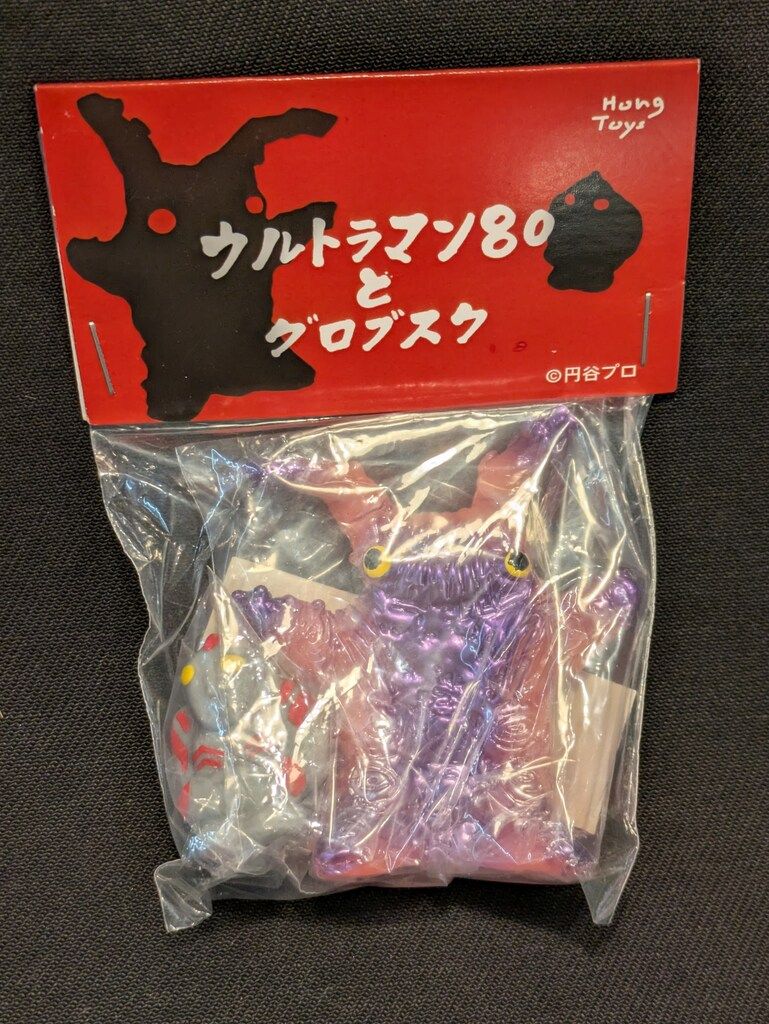 Hong
Toys
ウルトラマン80
と
グロブスク
©円谷プロ